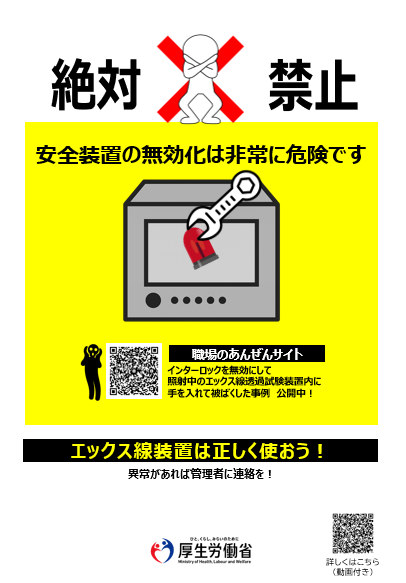 絶対 禁止
安全装置の無効化は非常に危険です
職場のあんぜんサイト
インターロックを無効にして
照射中のエックス線透過試験装置内に
手を入れて被ばくした事例 公開中！
エックス線装置は正しく使おう！
異常があれば管理者に連絡を！
ひと、くらし、みらいのために
厚生労働省
Ministry of Health, Labour and Welfare
詳しくはこちら
（動画付き）